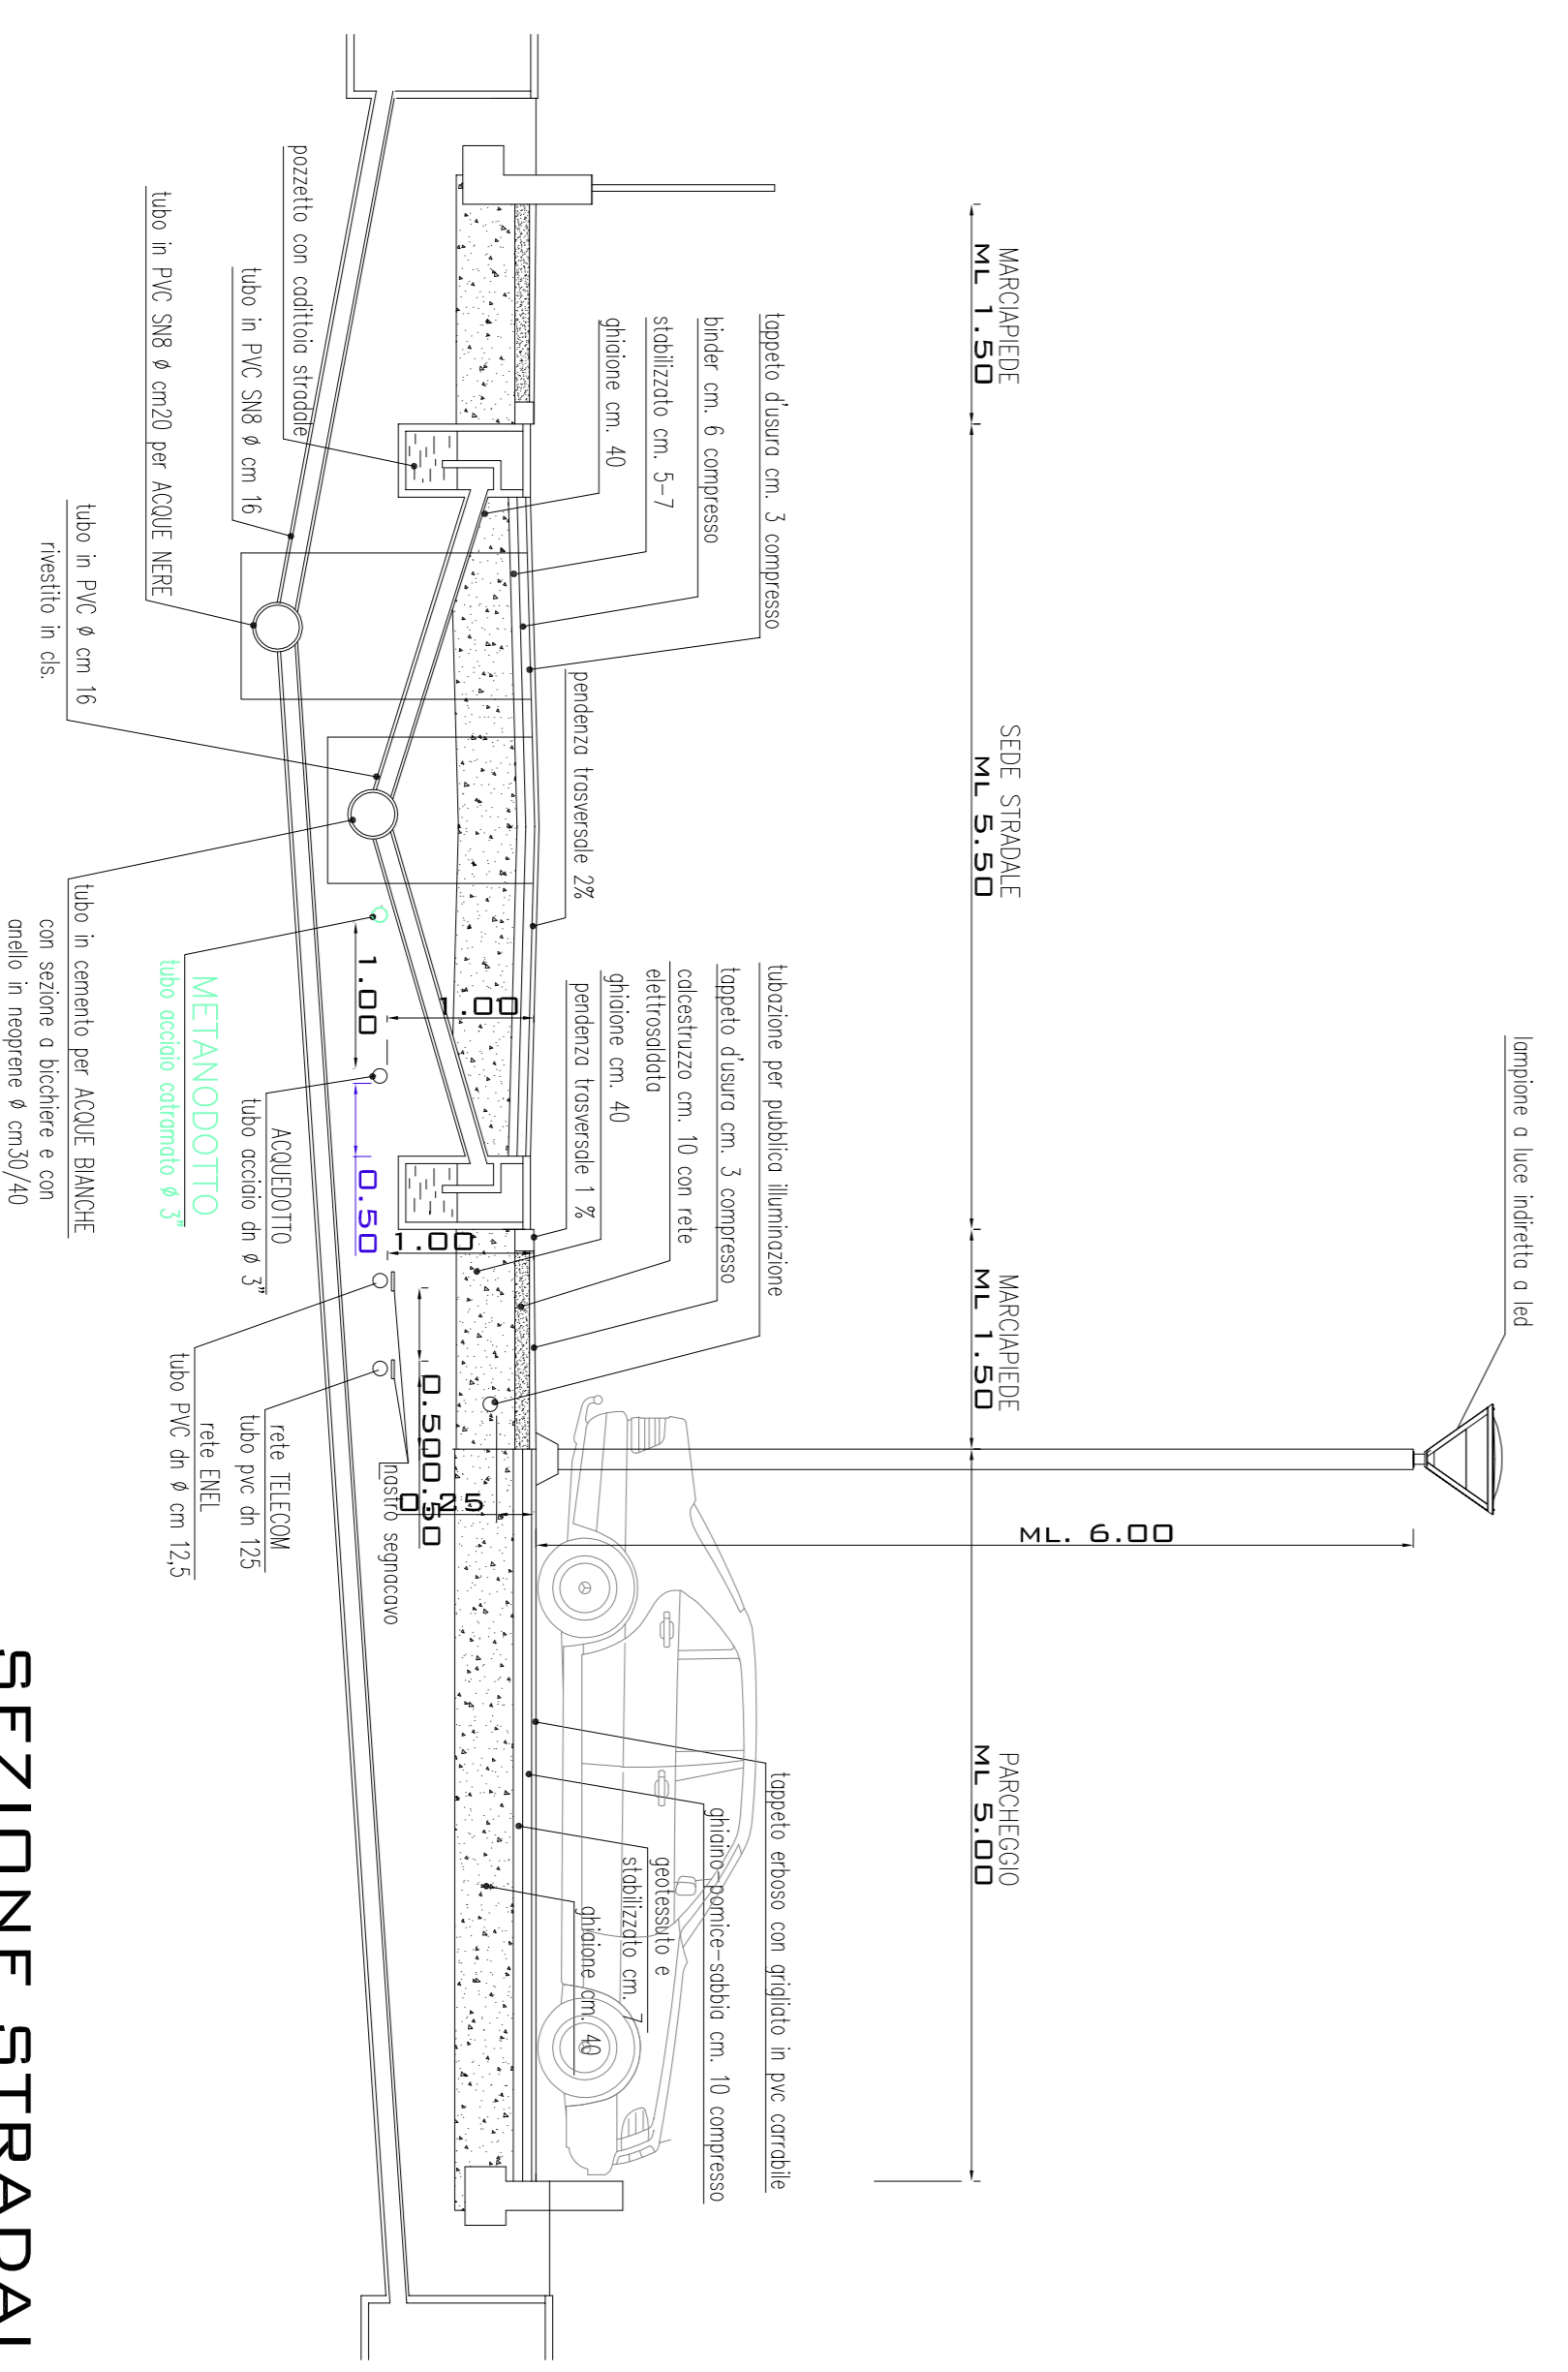 lampione a luce indiretta a led
MARCIAPIEDE
ML 1.50
SEDE STRADALE
ML 5.50
MARCIAPIEDE
ML 1.50
PARCHEGGIO
ML 5.00
ML. 6.00
tappeto d'usura cm. 3 compresso
binder cm. 6 compresso
stabilizzato cm. 5-7
ghiaione cm. 40
pendenza trasversale 2%
tubazione per pubblica illuminazione
tappeto d'usura cm. 3 compresso
calcestruzzo cm. 10 con rete
elettrosaldata
ghiaione cm. 40
pendenza trasversale 1 %
tappeto erboso con grigliato in pvc carrabile
ghiaino-pomice-sabbia cm. 10 compresso
geotessuto e
stabilizzato cm. 7
ghiaione cm. 40
pozzetto con cadittoia stradale
tubo in PVC SN8 ø cm 16
tubo in PVC SN8 ø cm20 per ACQUE NERE
tubo in PVC ø cm 16
rivestito in cls.
1.00
1.00
0.50
1.00
0.50
0.50
0.25
nastro segnacavo
ACQUEDOTTO
tubo acciaio dn ø 3"
METANODOTTO
tubo acciaio catramato ø 3"
rete TELECOM
tubo pvc dn 125
rete ENEL
tubo PVC dn ø cm 12,5
tubo in cemento per ACQUE BIANCHE
con sezione a bicchiere e con
anello in neoprene ø cm30/40
SEZIONE STRADAL